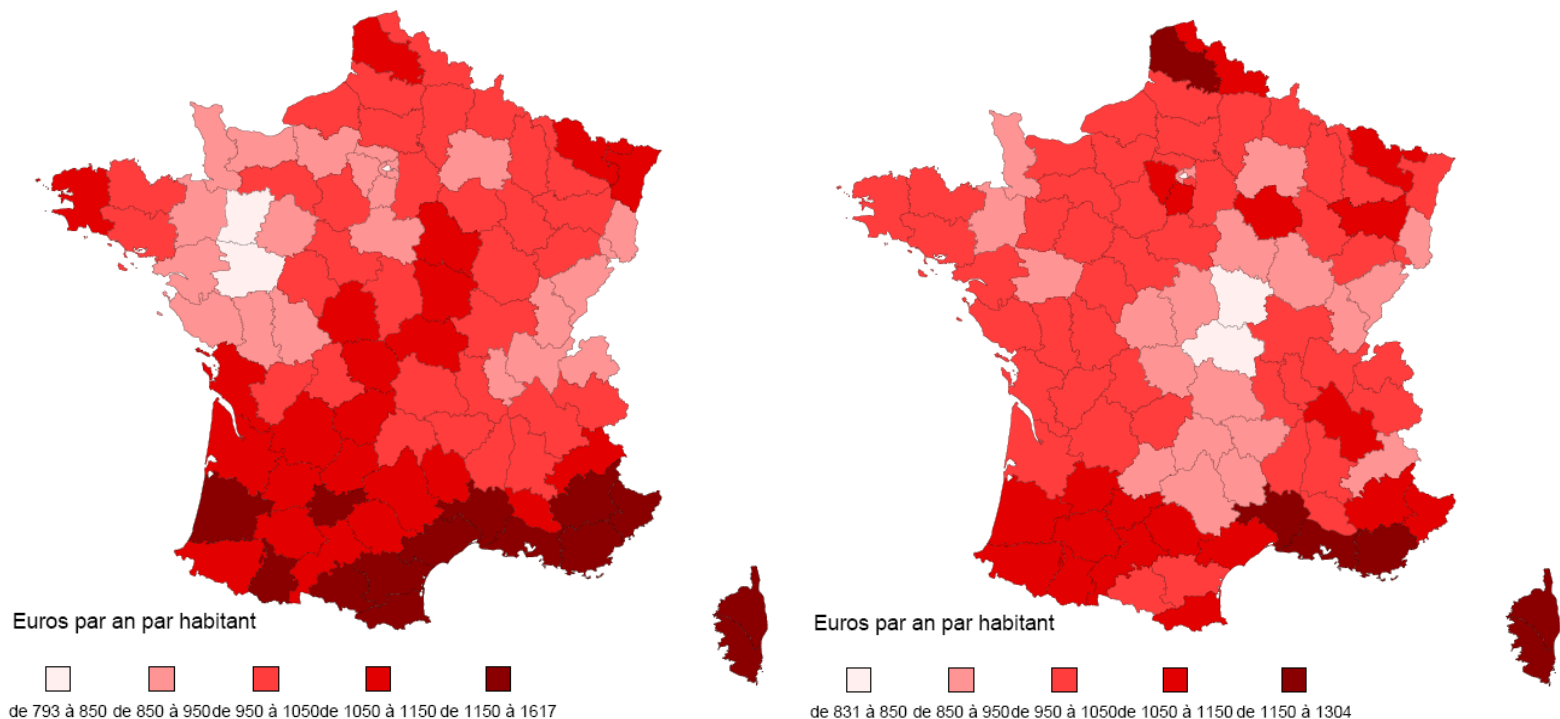 Euros par an par habitant
de 793 à 850 de 850 à 950 de 950 à 1050 de 1050 à 1150 de 1150 à 1617
Euros par an par habitant
de 831 à 850 de 850 à 950 de 950 à 1050 de 1050 à 1150 de 1150 à 1304